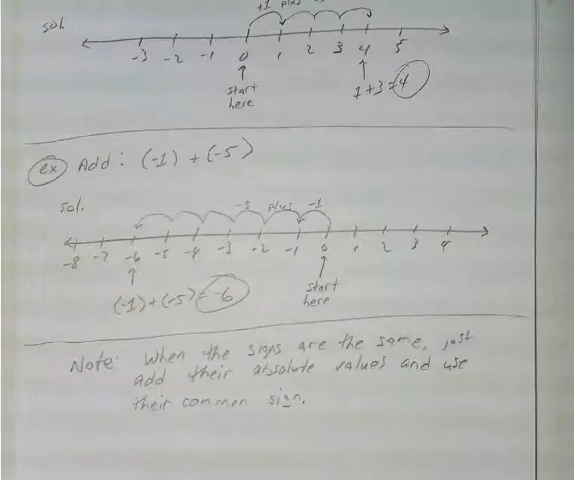 +1 plus
sol.
-3 -2 -1 0 1 2 3 4 5
start
here
1+3=4
ex Add: (-1) + (-5)
sol.
-5 plus -1
-8 -7 -6 -5 -4 -3 -2 -1 0 1 2 3 4
(-1)+(-5)=-6
start
here
Note: When the signs are the same, just
add their absolute values and use
their common sign.